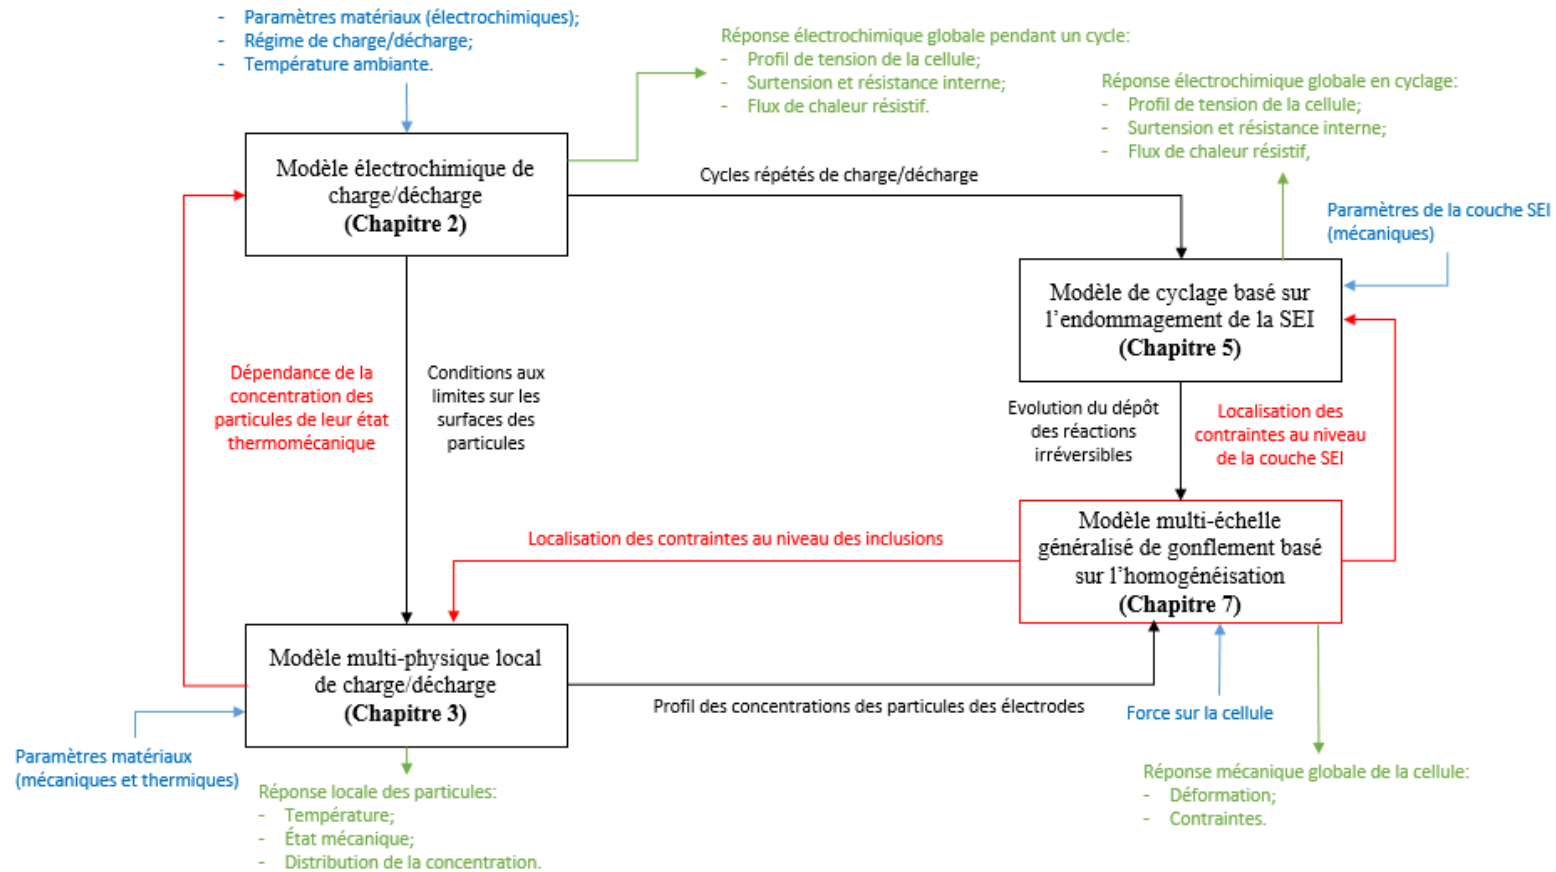 - Paramètres matériaux (électrochimiques);
- Régime de charge/décharge;
- Température ambiante.
Réponse électrochimique globale pendant un cycle:
- Profil de tension de la cellule;
- Surtension et résistance interne;
- Flux de chaleur résistif.
Réponse électrochimique globale en cyclage:
- Profil de tension de la cellule;
- Surtension et résistance interne;
- Flux de chaleur résistif,
Modèle électrochimique de
charge/décharge
(Chapitre 2)
Cycles répétés de charge/décharge
Paramètres de la couche SEI
(mécaniques)
Modèle de cyclage basé sur
l'endommagement de la SEI
(Chapitre 5)
Dépendance de la
concentration des
particules de leur état
thermomécanique
Conditions aux
limites sur les
surfaces des
particules
Evolution du dépôt
des réactions
irréversibles
Localisation des
contraintes au niveau
de la couche SEI
Localisation des contraintes au niveau des inclusions
Modèle multi-échelle
généralisé de gonflement basé
sur l'homogénéisation
(Chapitre 7)
Modèle multi-physique local
de charge/décharge
(Chapitre 3)
Profil des concentrations des particules des électrodes
Force sur la cellule
Paramètres matériaux
(mécaniques et thermiques)
Réponse locale des particules:
- Température;
- État mécanique;
- Distribution de la concentration.
Réponse mécanique globale de la cellule:
- Déformation;
- Contraintes.